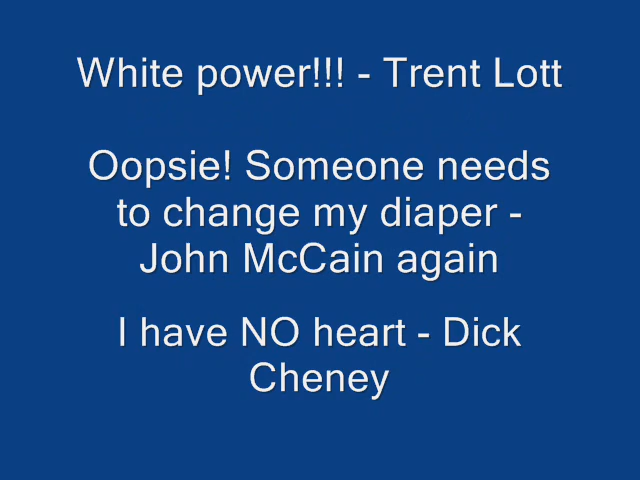 White power!!! - Trent Lott
Oopsie! Someone needs
to change my diaper -
John McCain again
I have NO heart - Dick
Cheney